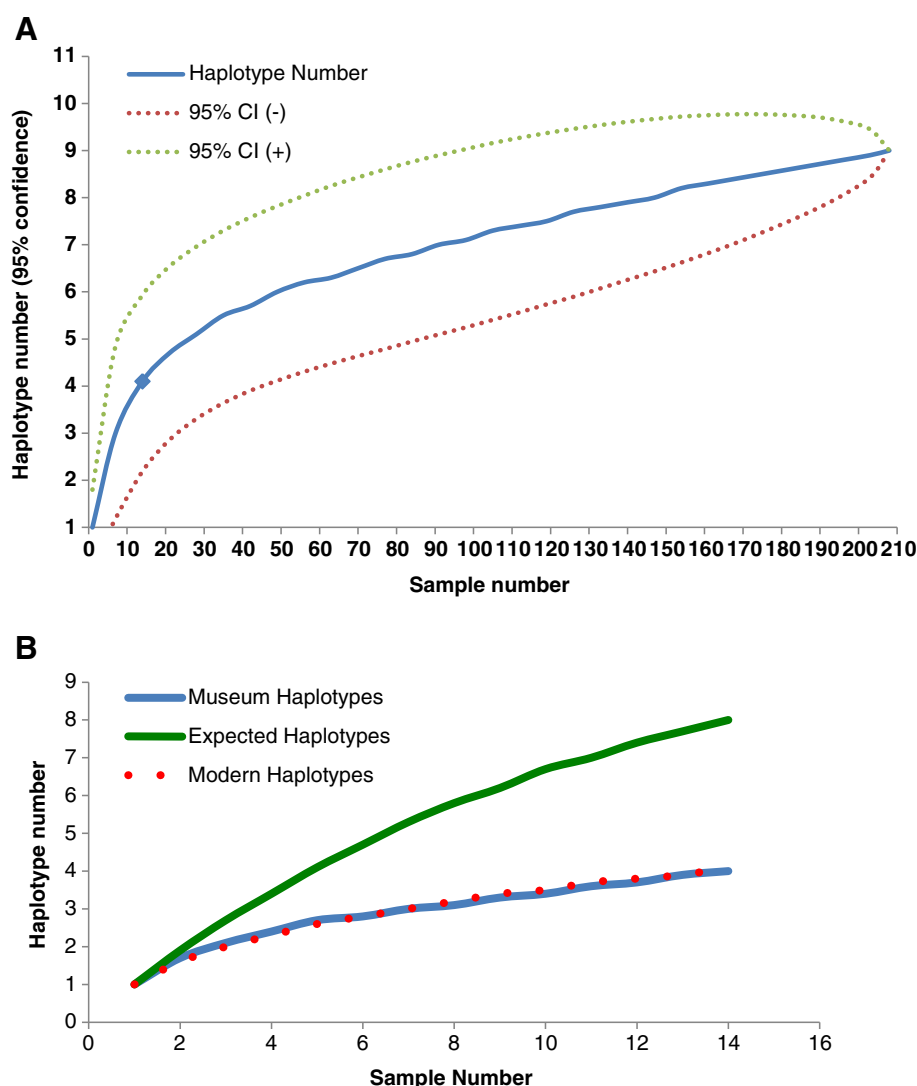 A
11
10
9
8
7
6
5
4
3
2
1
Haplotype number (95% confidence)
Haplotype Number
95% CI (-)
95% CI (+)
0 10 20 30 40 50 60 70 80 90 100 110 120 130 140 150 160 170 180 190 200 210
Sample number
B
9
8
7
6
5
4
3
2
1
0
Haplotype number
Museum Haplotypes
Expected Haplotypes
Modern Haplotypes
0 2 4 6 8 10 12 14 16
Sample Number